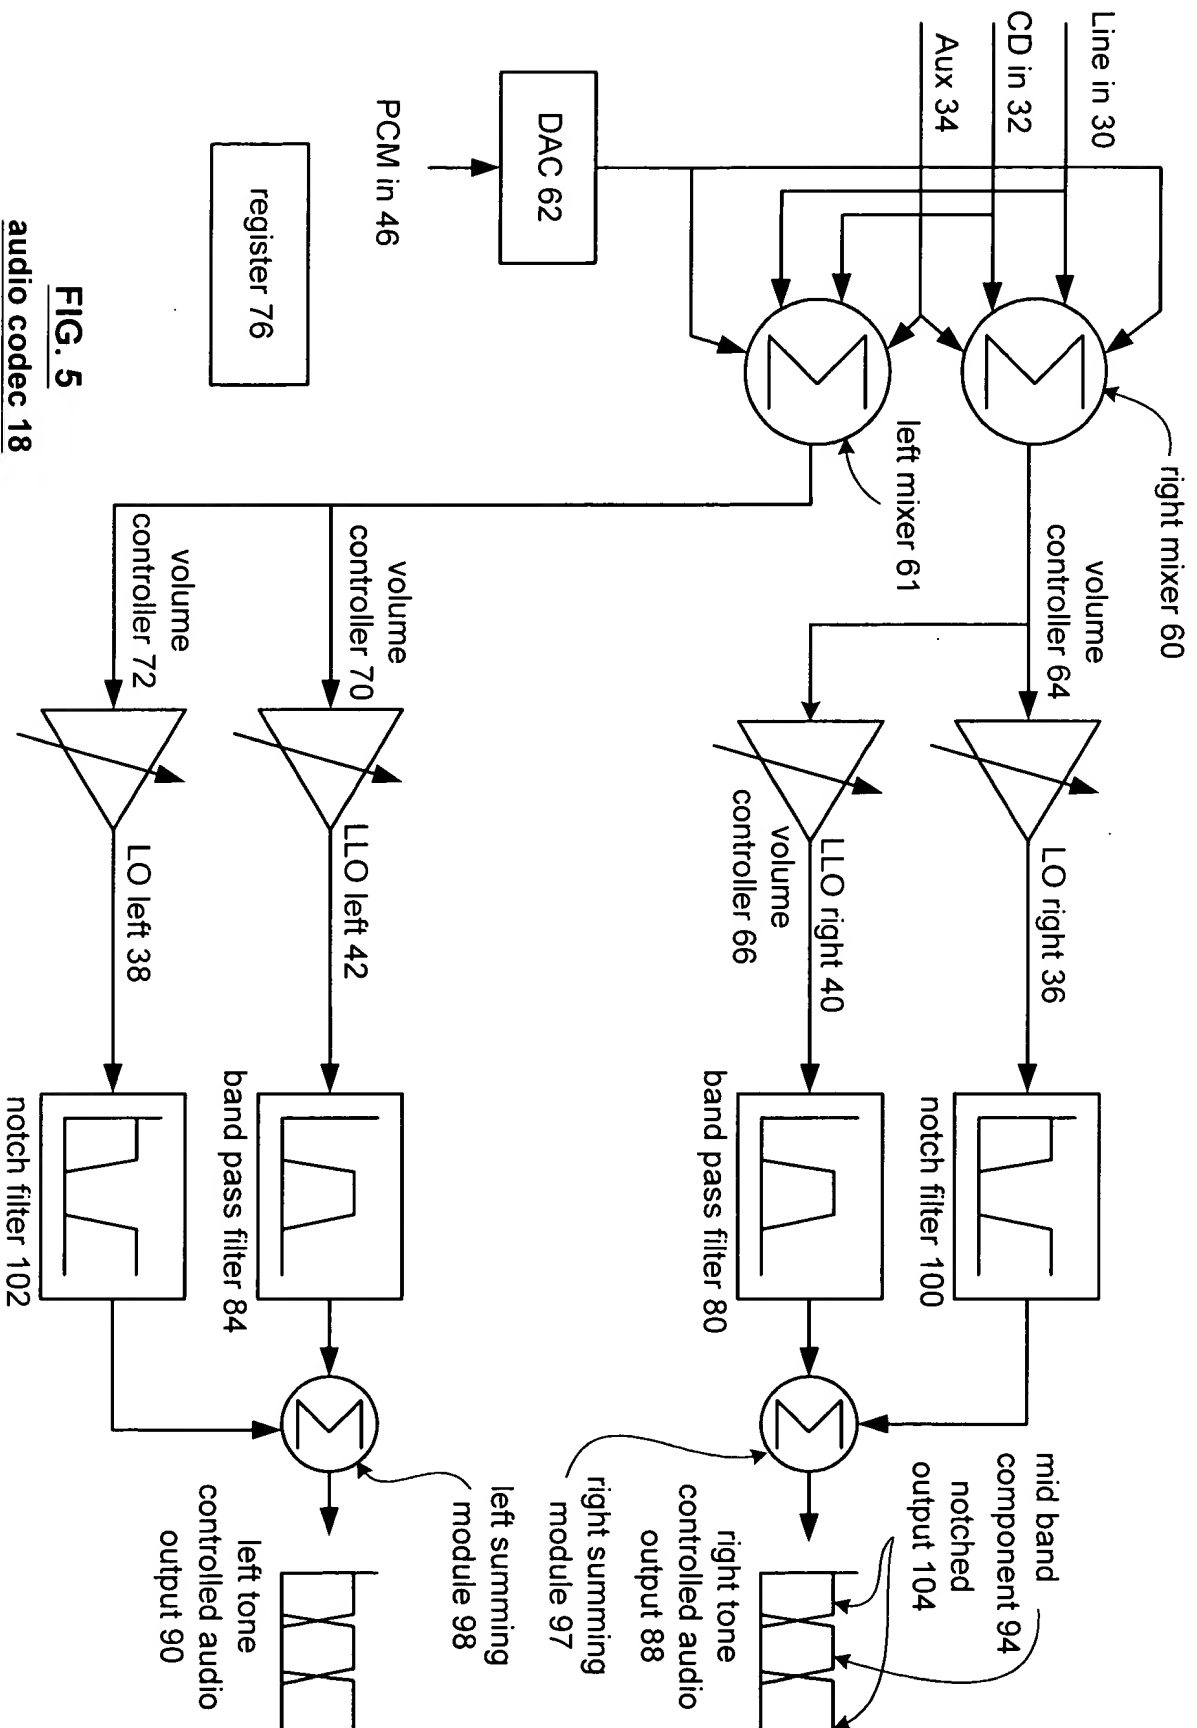 Line in 30
CD in 32
Aux 34
DAC 62
PCM in 46
register 76
right mixer 60
left mixer 61
volume
controller 64
volume
controller 66
volume
controller 70
volume
controller 72
LO right 36
LLO right 40
LLO left 42
LO left 38
notch filter 100
band pass filter 80
band pass filter 84
notch filter 102
mid band
component 94
notched
output 104
right tone
controlled audio
output 88
right summing
module 97
left summing
module 98
left tone
controlled audio
output 90
FIG. 5
audio codec 18